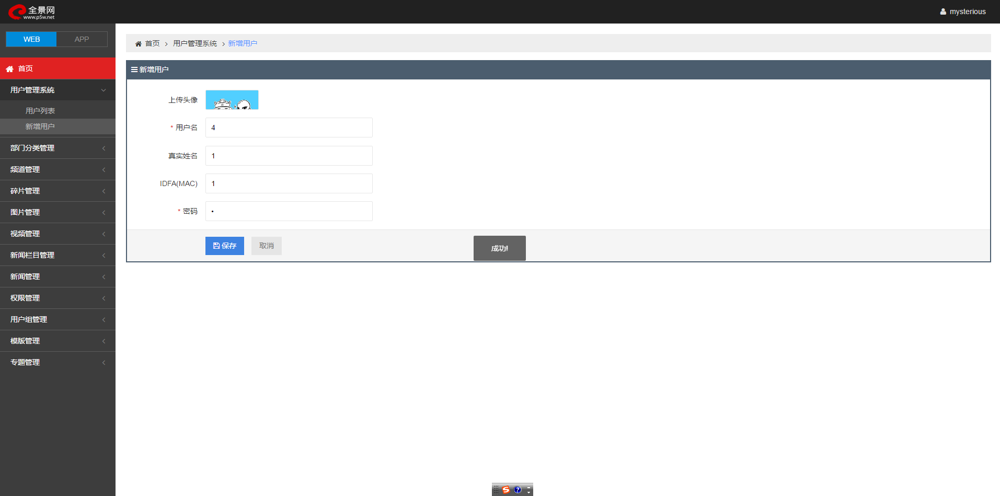 全景网
www.p5w.net
mysterious
WEB
APP
首页
用户管理系统
用户列表
新增用户
部门分类管理
频道管理
碎片管理
图片管理
视频管理
新闻栏目管理
新闻管理
权限管理
用户组管理
模版管理
专题管理
首页 > 用户管理系统 > 新增用户
新增用户
上传头像
* 用户名 4
真实姓名 1
IDFA(MAC) 1
* 密码 •
保存 取消
成功!